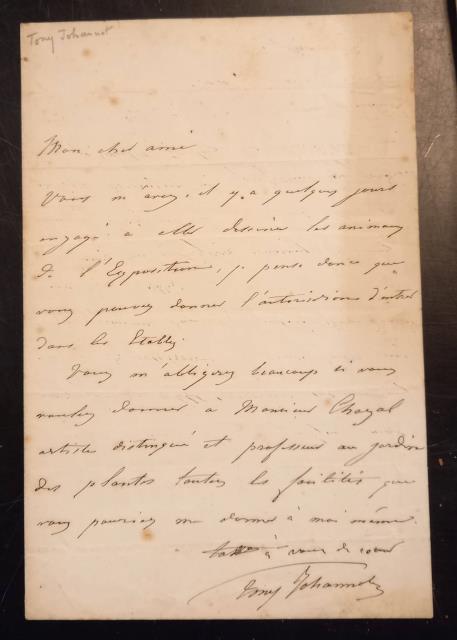 Tony Johannot
Mon cher ami
Vous m'avez, il y a quelques jours
engagé à aller dessiner les animaux
de l'Exposition, je pense donc que
vous pouvez donner l'autorisation d'entrer
dans les Etables.
Vous m'obligerez beaucoup si vous
voulez donner à Monsieur Chazal
artiste distingué et professeur au jardin
des plantes toutes les facilités que
vous pourriez me donner à moi même.
à vous de cœur
Tony Johannot